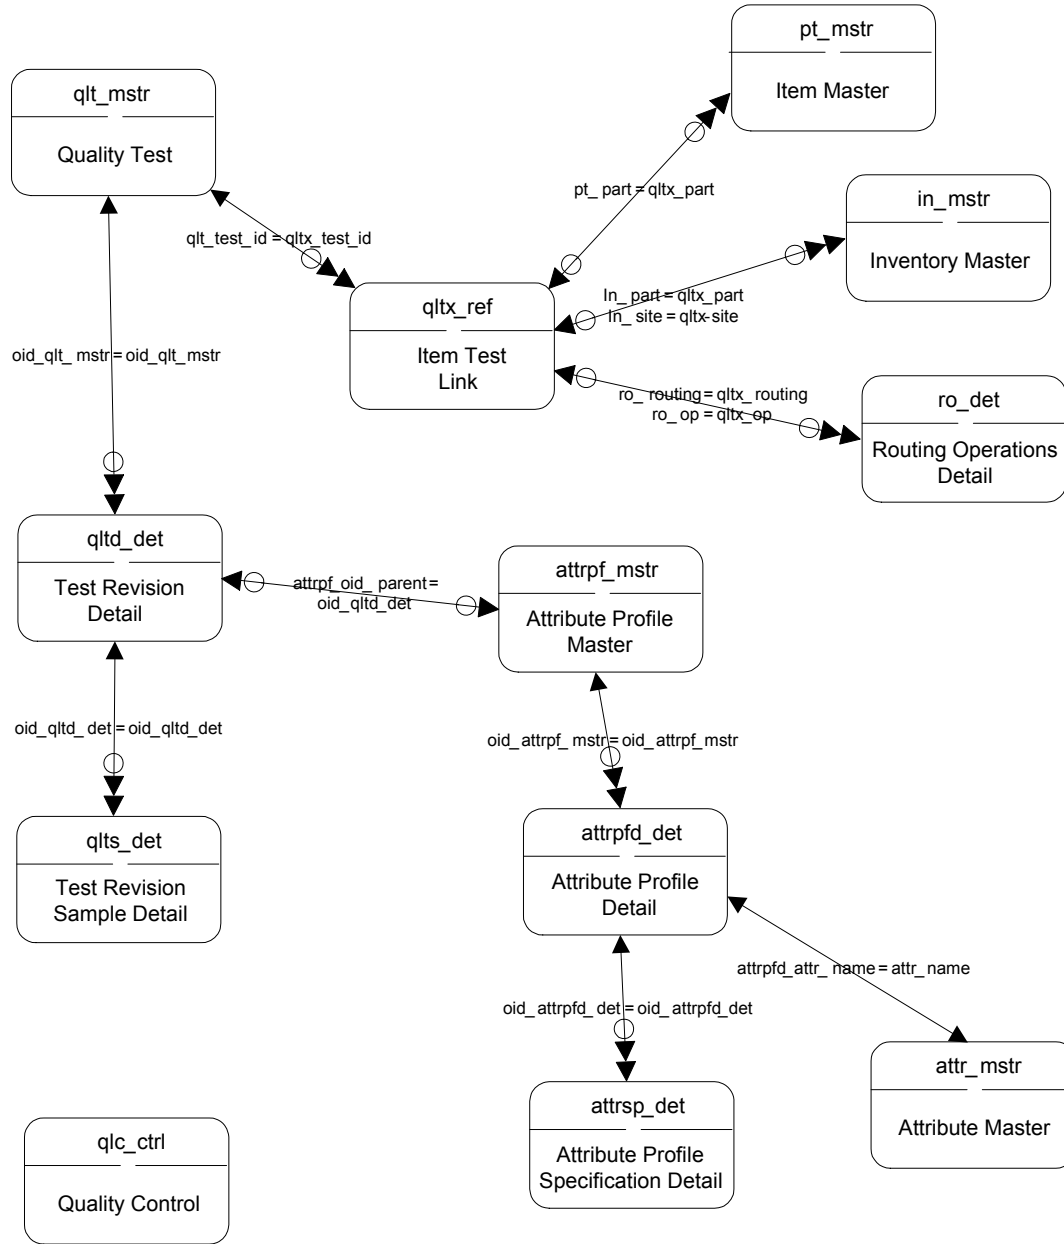 pt_mstr
Item Master
qlt_mstr
Quality Test
pt_ part = qltx_part
in_mstr
Inventory Master
qlt_test_id = qltx_test_id
In_ part = qltx_part
In_ site = qltx-site
qltx_ref
Item Test
Link
oid_qlt_ mstr = oid_qlt_mstr
ro_ routing = qltx_routing
ro_ op = qltx_op
ro_det
Routing Operations
Detail
qltd_det
Test Revision
Detail
attrpf_oid_ parent =
oid_qltd_det
attrpf_mstr
Attribute Profile
Master
oid_qltd_ det = oid_qltd_det
oid_attrpf_ mstr = oid_attrpf_mstr
qlts_det
Test Revision
Sample Detail
attrpfd_det
Attribute Profile
Detail
attrpfd_attr_ name = attr_name
oid_attrpfd_ det = oid_attrpfd_det
attr_mstr
Attribute Master
attrsp_det
Attribute Profile
Specification Detail
qlc_ctrl
Quality Control